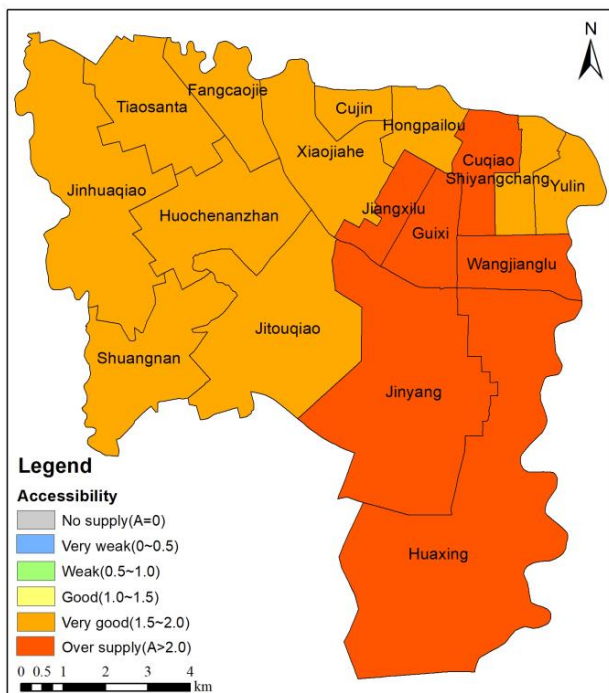 N
Fangcaojie
Tiaosanta
Cujin
Hongpailou
Xiaojiahe
Cuqiao
Shiyangchang
Yulin
Jinhuaqiao
Huochenanzhan
Jiangxilu
Guixi
Wangjianglu
Jitouqiao
Shuangnan
Jinyang
Huaxing
Legend
Accessibility
No supply(A=0)
Very weak(0~0.5)
Weak(0.5~1.0)
Good(1.0~1.5)
Very good(1.5~2.0)
Over supply(A>2.0)
0 0.5 1 2 3 4
km